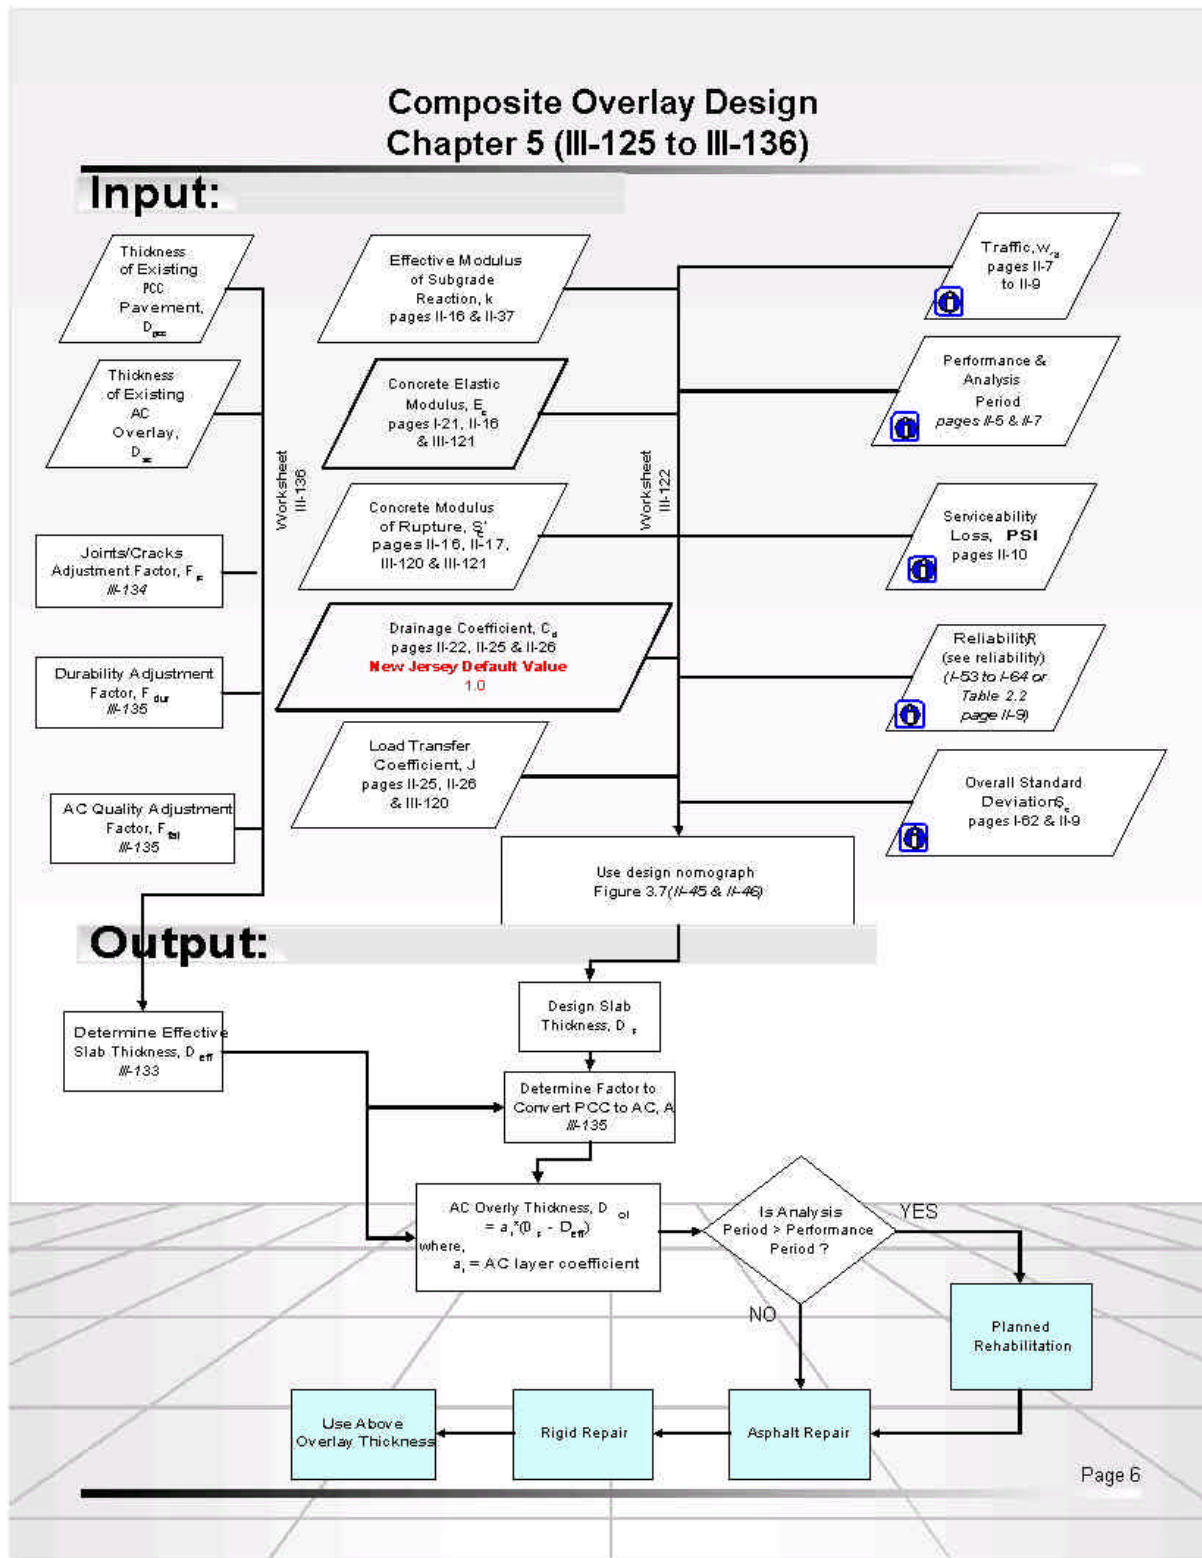 Composite Overlay Design
Chapter 5 (III-125 to III-136)
Input:
Thickness
of Existing
PCC
Pavement,
D pcc
Thickness
of Existing
AC
Overlay,
D ac
Joints/Cracks
Adjustment Factor, F jc
III-134
Durability Adjustment
Factor, F dur
III-135
AC Quality Adjustment
Factor, F fat
III-135
Worksheet
III-136
Effective Modulus
of Subgrade
Reaction, k
pages II-16 & II-37
Concrete Elastic
Modulus, E c
pages I-21, II-16
& III-121
Concrete Modulus
of Rupture, S'c
pages II-16, II-17,
III-120 & III-121
Drainage Coefficient, C d
pages II-22, II-25 & II-26
New Jersey Default Value
1.0
Load Transfer
Coefficient, J
pages II-25, II-26
& III-120
Worksheet
III-122
Traffic, w 18
pages II-7
to II-9
Performance &
Analysis
Period
pages II-5 & II-7
Serviceability
Loss, PSI
pages II-10
Reliability, R
(see reliability)
(I-53 to I-64 or
Table 2.2
page II-9)
Overall Standard
Deviation, S o
pages I-62 & II-9
Use design nomograph
Figure 3.7 (II-45 & II-46)
Output:
Determine Effective
Slab Thickness, D eff
III-133
Design Slab
Thickness, D f
Determine Factor to
Convert PCC to AC, A
III-135
AC Overly Thickness, D ol
= a *(D f - D eff)
where,
a = AC layer coefficient
Is Analysis
Period > Performance
Period ?
YES
NO
Planned
Rehabilitation
Asphalt Repair
Rigid Repair
Use Above
Overlay Thickness
Page 6